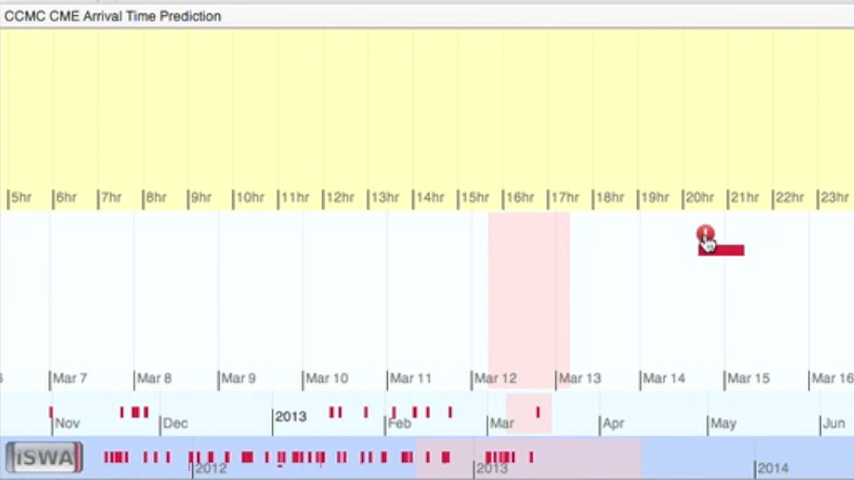 CCMC CME Arrival Time Prediction
5hr 6hr 7hr 8hr 9hr 10hr 11hr 12hr 13hr 14hr 15hr 16hr 17hr 18hr 19hr 20hr 21hr 22hr 23hr
6 Mar 7 Mar 8 Mar 9 Mar 10 Mar 11 Mar 12 Mar 13 Mar 14 Mar 15 Mar 16
Nov Dec 2013 Feb Mar Apr May Jun
iSWA 2012 2013 2014